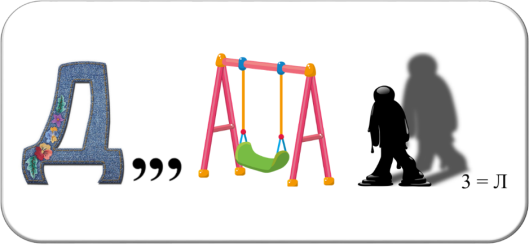 Д,,,
3 = Л